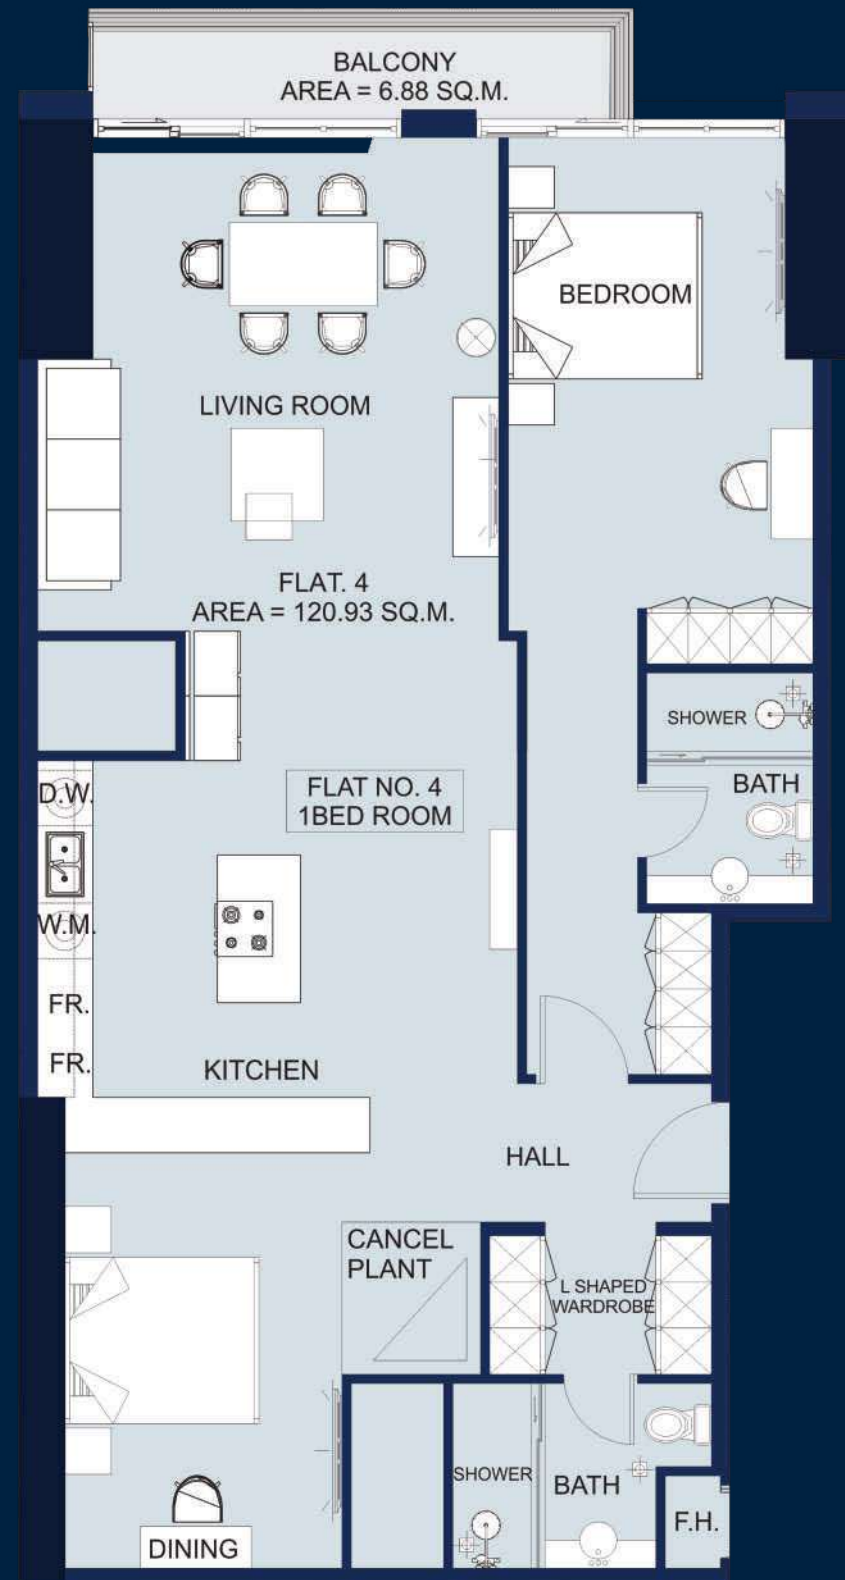 BALCONY
AREA = 6.88 SQ.M.
BEDROOM
LIVING ROOM
FLAT. 4
AREA = 120.93 SQ.M.
SHOWER
FLAT NO. 4
1BED ROOM
BATH
D.W.
W.M.
FR.
FR.
KITCHEN
HALL
CANCEL
PLANT
L SHAPED
WARDROBE
SHOWER
BATH
F.H.
DINING